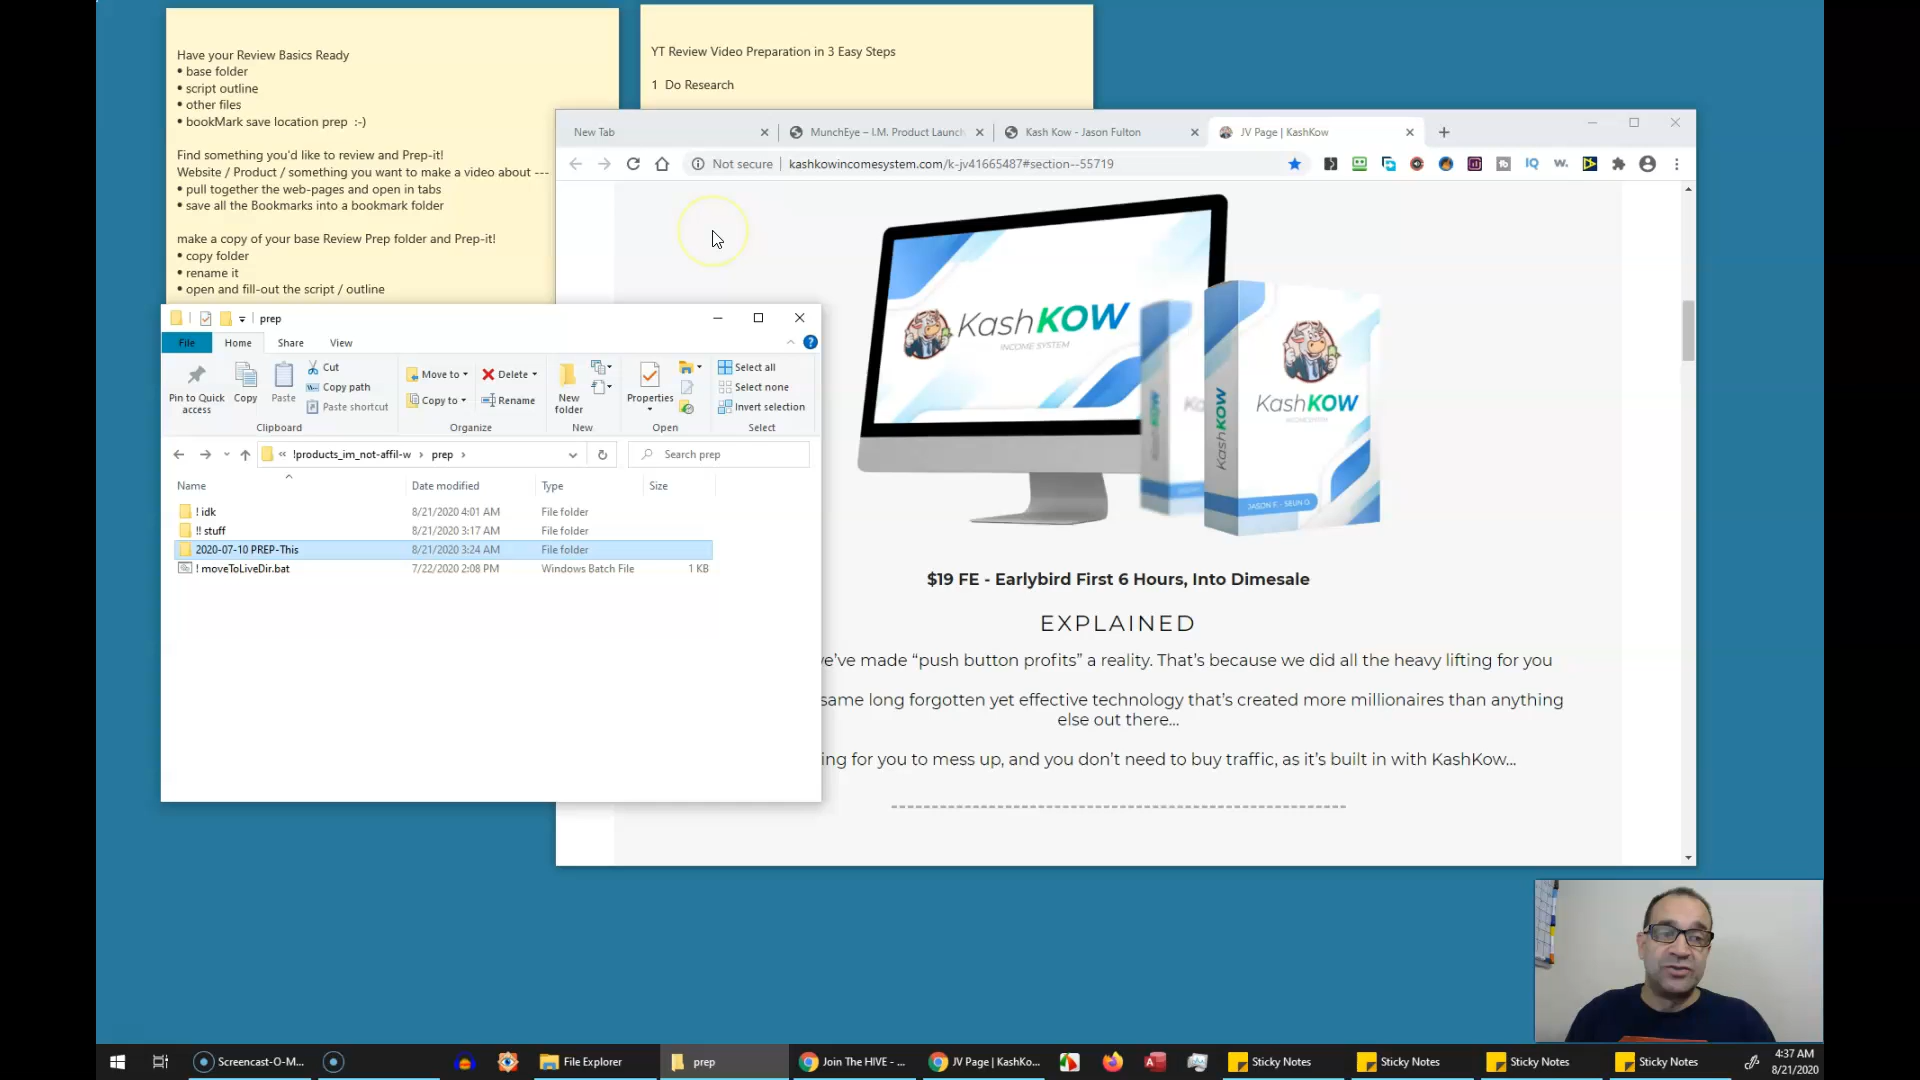 Have your Review Basics Ready
• base folder
• script outline
• other files
• bookMark save location prep :-)
Find something you'd like to review and Prep-it!
Website / Product / something you want to make a video about ---
• pull together the web-pages and open in tabs
• save all the Bookmarks into a bookmark folder
make a copy of your base Review Prep folder and Prep-it!
• copy folder
• rename it
• open and fill-out the script / outline
YT Review Video Preparation in 3 Easy Steps
1 Do Research
New Tab
MunchEye – I.M. Product Launch
Kash Kow - Jason Fulton
JV Page | KashKow
Not secure
kashkowincomesystem.com/k-jv41665487#section--55719
IQ
W.
KashKOW
INCOME SYSTEM
KashKOW
KashKOW
KashKOW
JASON F. - SEUN O.
$19 FE - Earlybird First 6 Hours, Into Dimesale
EXPLAINED
've made “push button profits” a reality. That's because we did all the heavy lifting for you
same long forgotten yet effective technology that's created more millionaires than anything
else out there...
ing for you to mess up, and you don't need to buy traffic, as it's built in with KashKow...
prep
File
Home
Share
View
Pin to Quick access
Copy
Paste
Cut
Copy path
Paste shortcut
Move to
Copy to
Delete
Rename
New folder
Properties
Select all
Select none
Invert selection
Clipboard
Organize
New
Open
Select
« !products_im_not-affil-w › prep ›
Search prep
Name
Date modified
Type
Size
! idk 8/21/2020 4:01 AM File folder
!! stuff 8/21/2020 3:17 AM File folder
2020-07-10 PREP-This 8/21/2020 3:24 AM File folder
! moveToLiveDir.bat 7/22/2020 2:08 PM Windows Batch File 1 KB
Screencast-O-M...
File Explorer
prep
Join The HIVE - ...
JV Page | KashKo...
Sticky Notes
Sticky Notes
Sticky Notes
Sticky Notes
4:37 AM
8/21/2020